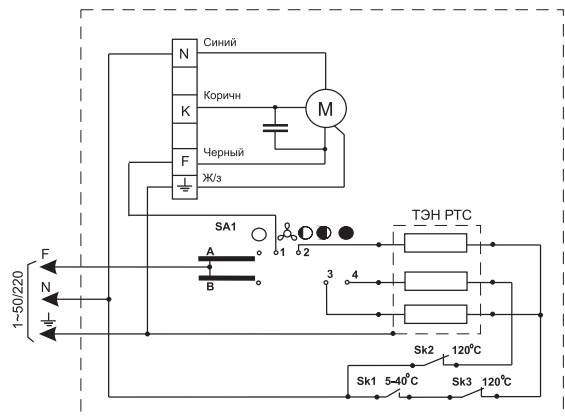 Синий
N
Коричн
K
M
Черный
F
Ж/з
SA1
ТЭН РТС
A
1
2
F
B
3
4
N
1~50/220
Sk2
120°C
Sk1
5-40°C
Sk3
120°C